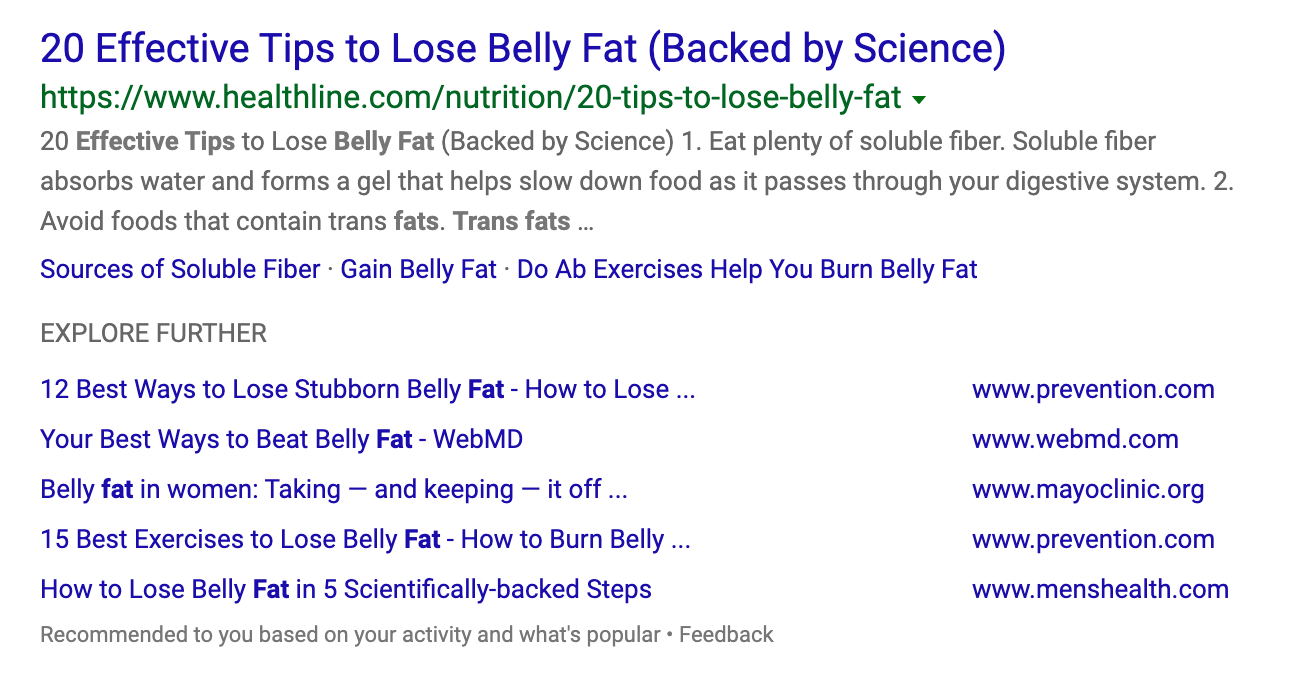 20 Effective Tips to Lose Belly Fat (Backed by Science)
https://www.healthline.com/nutrition/20-tips-to-lose-belly-fat
20 Effective Tips to Lose Belly Fat (Backed by Science) 1. Eat plenty of soluble fiber. Soluble fiber
absorbs water and forms a gel that helps slow down food as it passes through your digestive system. 2.
Avoid foods that contain trans fats. Trans fats ...
Sources of Soluble Fiber · Gain Belly Fat · Do Ab Exercises Help You Burn Belly Fat
EXPLORE FURTHER
12 Best Ways to Lose Stubborn Belly Fat - How to Lose ... www.prevention.com
Your Best Ways to Beat Belly Fat - WebMD www.webmd.com
Belly fat in women: Taking — and keeping — it off ... www.mayoclinic.org
15 Best Exercises to Lose Belly Fat - How to Burn Belly ... www.prevention.com
How to Lose Belly Fat in 5 Scientifically-backed Steps www.menshealth.com
Recommended to you based on your activity and what's popular • Feedback